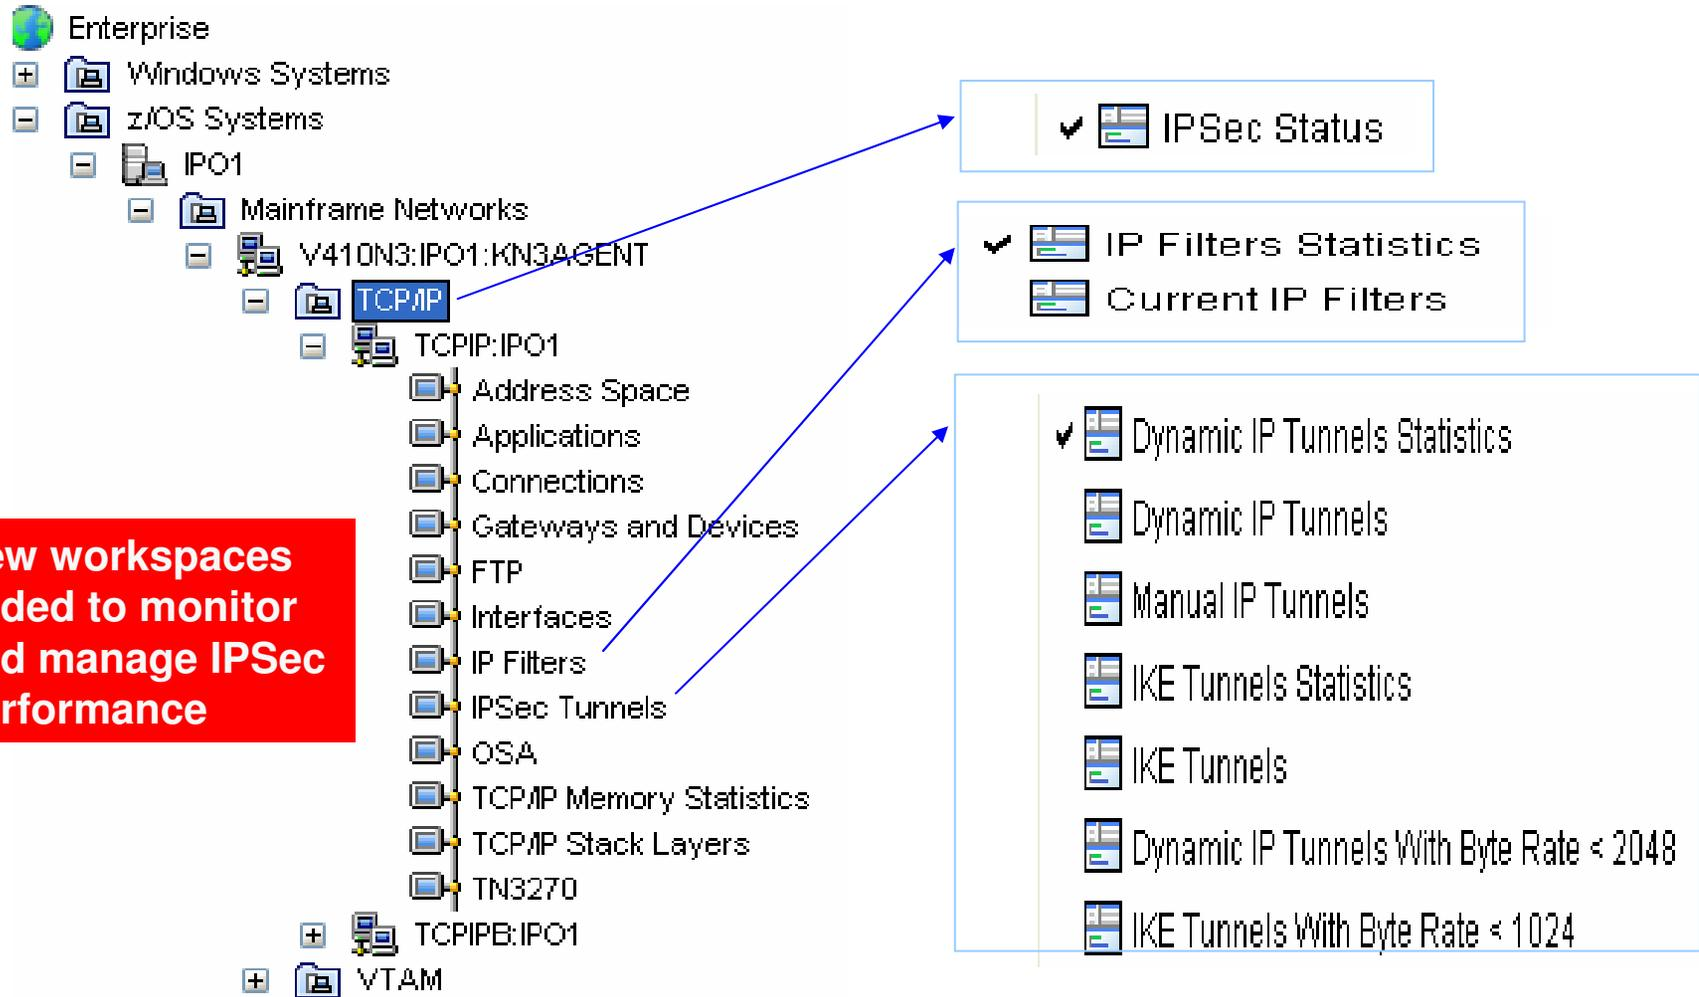 Enterprise
Windows Systems
z/OS Systems
IPO1
Mainframe Networks
V410N3:IPO1:KN3AGENT
TCP/IP
TCPIP:IPO1
Address Space
Applications
Connections
Gateways and Devices
FTP
Interfaces
IP Filters
IPSec Tunnels
OSA
TCP/IP Memory Statistics
TCP/IP Stack Layers
TN3270
TCPIPB:IPO1
VTAM
workspaces
to monitor
manage IPSec
IPSec Status
IP Filters Statistics
Current IP Filters
Dynamic IP Tunnels Statistics
Dynamic IP Tunnels
Manual IP Tunnels
IKE Tunnels Statistics
IKE Tunnels
Dynamic IP Tunnels With Byte Rate < 2048
IKE Tunnels With Byte Rate < 1024